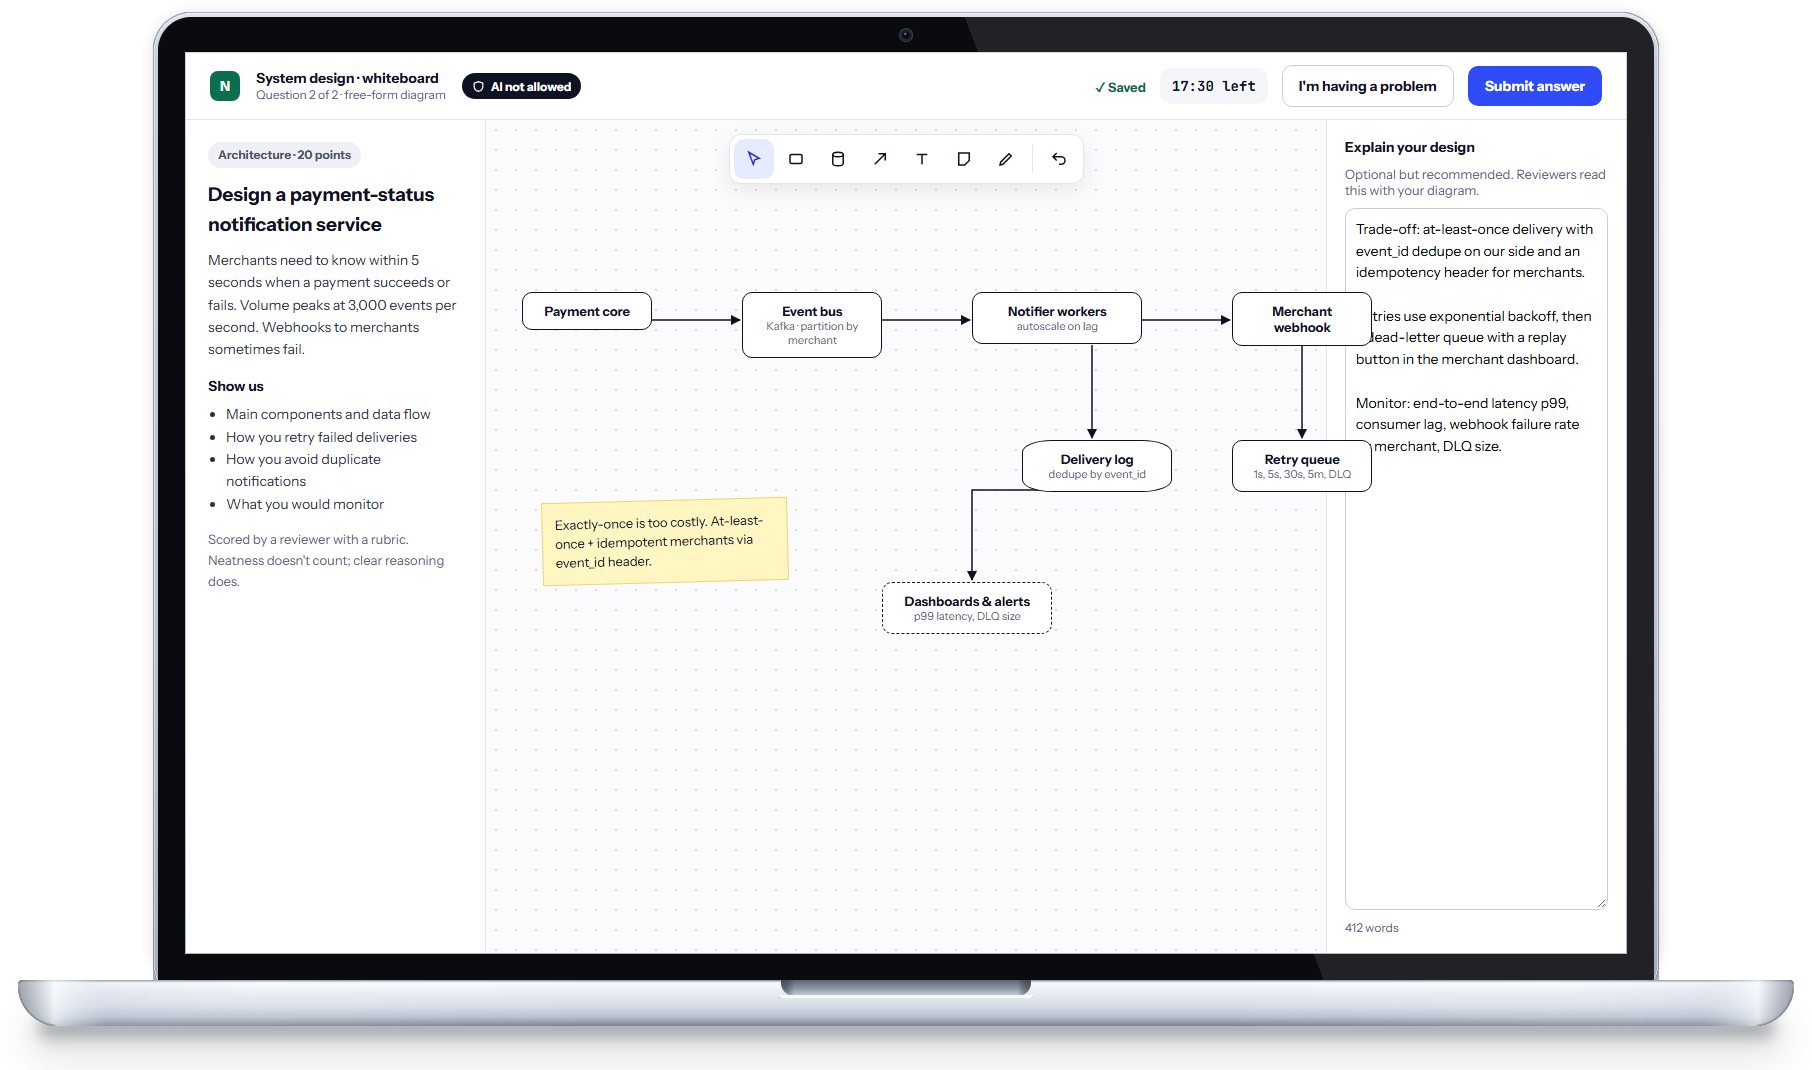 N
System design · whiteboard
Question 2 of 2 · free-form diagram
AI not allowed
✓ Saved
17:30 left
I'm having a problem
Submit answer
Architecture · 20 points
Design a payment-status
notification service
Merchants need to know within 5
seconds when a payment succeeds or
fails. Volume peaks at 3,000 events per
second. Webhooks to merchants
sometimes fail.
Show us
• Main components and data flow
• How you retry failed deliveries
• How you avoid duplicate
notifications
• What you would monitor
Scored by a reviewer with a rubric.
Neatness doesn't count; clear reasoning
does.
T
Payment core
Event bus
Kafka · partition by
merchant
Notifier workers
autoscale on lag
Merchant
webhook
Delivery log
dedupe by event_id
Retry queue
1s, 5s, 30s, 5m, DLQ
Exactly-once is too costly. At-least-
once + idempotent merchants via
event_id header.
Dashboards & alerts
p99 latency, DLQ size
Explain your design
Optional but recommended. Reviewers read
this with your diagram.
Trade-off: at-least-once delivery with
event_id dedupe on our side and an
idempotency header for merchants.
tries use exponential backoff, then
dead-letter queue with a replay
button in the merchant dashboard.
Monitor: end-to-end latency p99,
consumer lag, webhook failure rate
merchant, DLQ size.
412 words